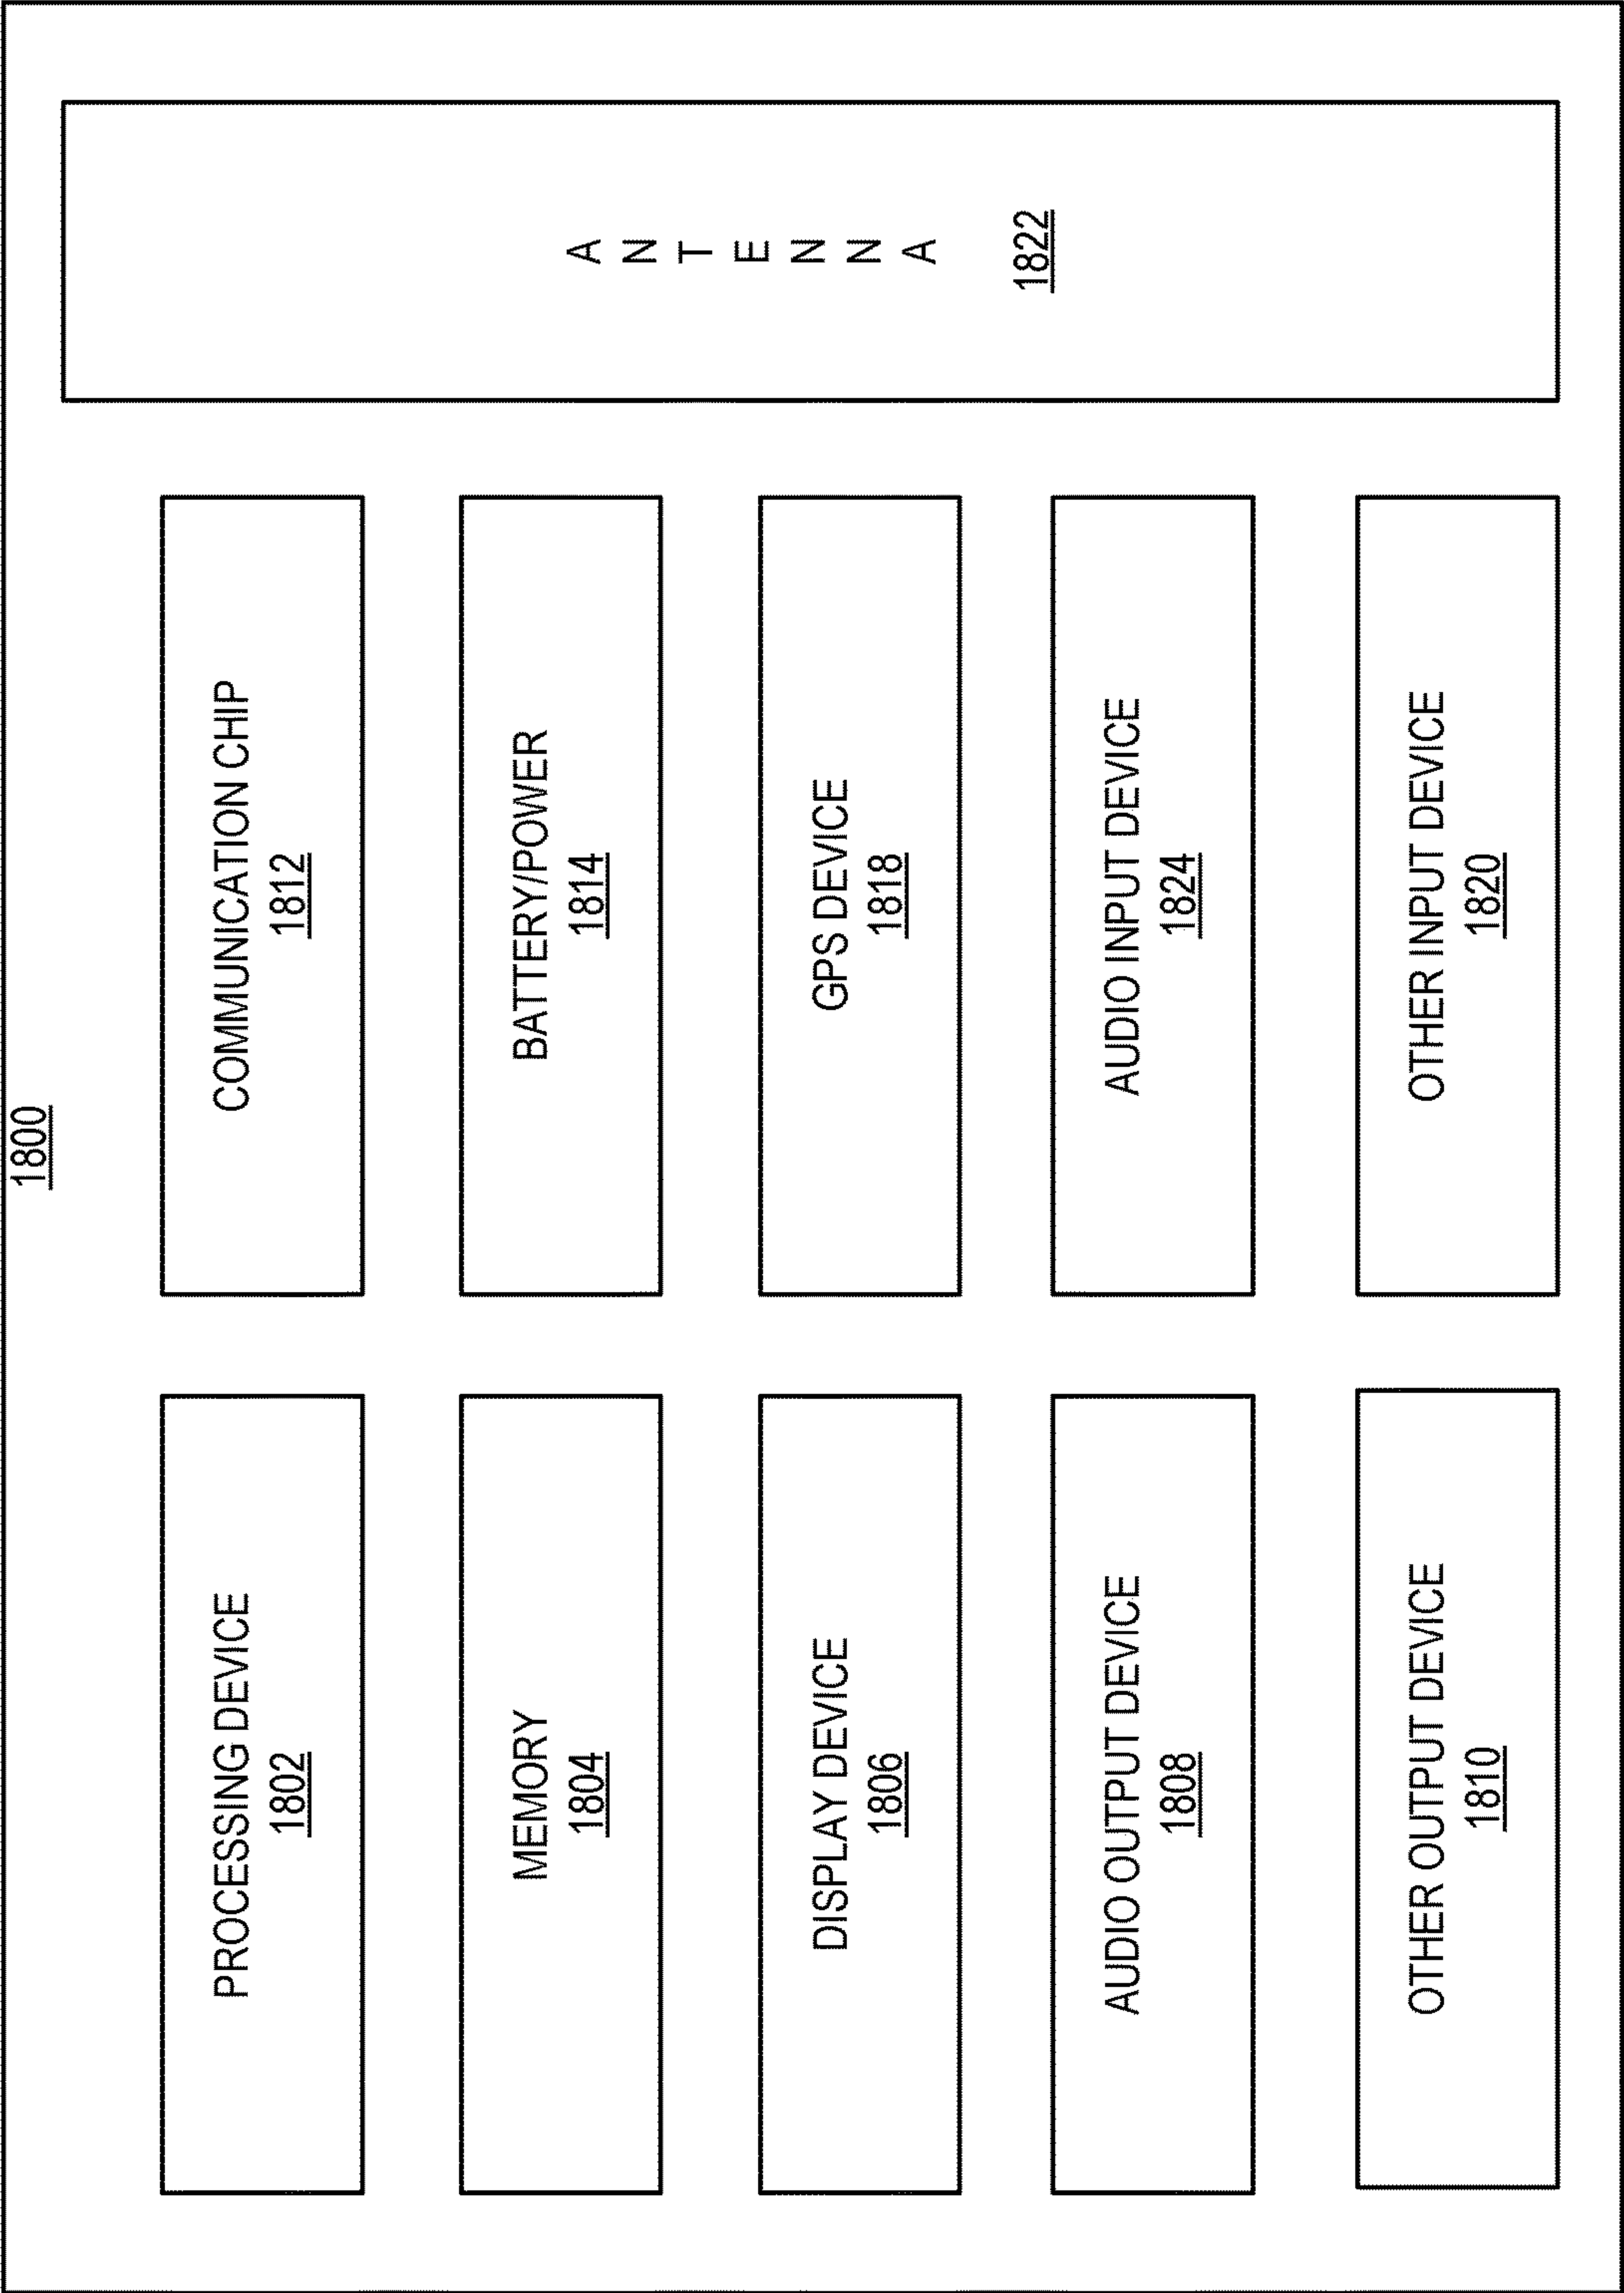 1800
PROCESSING DEVICE
1802
MEMORY
1804
DISPLAY DEVICE
1806
AUDIO OUTPUT DEVICE
1808
OTHER OUTPUT DEVICE
1810
COMMUNICATION CHIP
1812
BATTERY/POWER
1814
GPS DEVICE
1818
AUDIO INPUT DEVICE
1824
OTHER INPUT DEVICE
1820
ANTENNA
1822